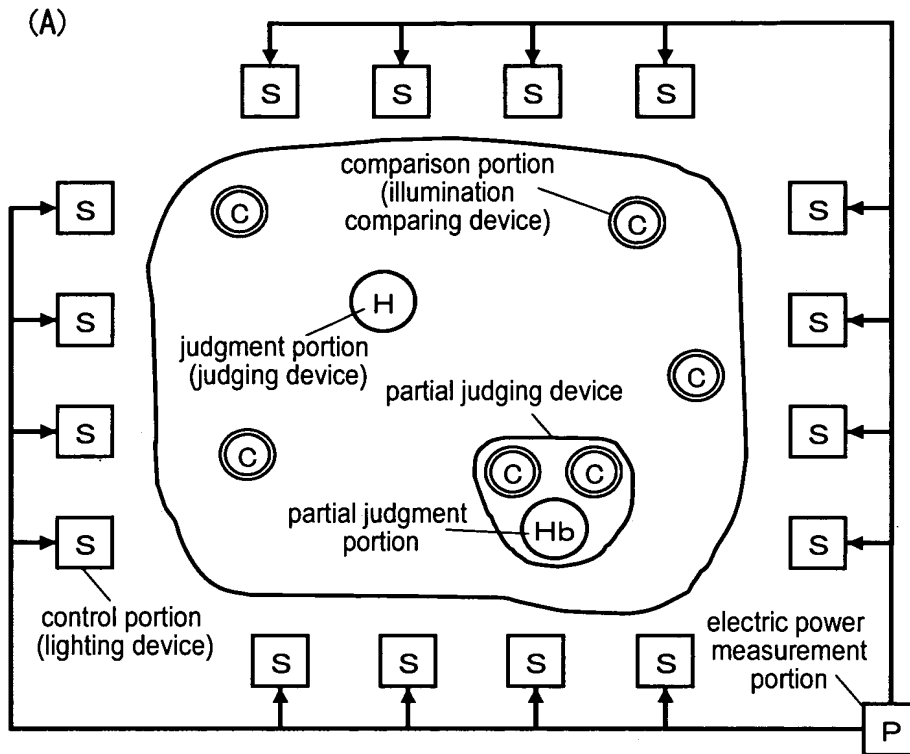 (A)
S S S S
comparison portion
(illumination
comparing device)
S C C S
H
S S
judgment portion
(judging device)
C
partial judging device
S C C C S
partial judgment
portion
Hb
S S
control portion
(lighting device)
electric power
measurement
portion
S S S S
P